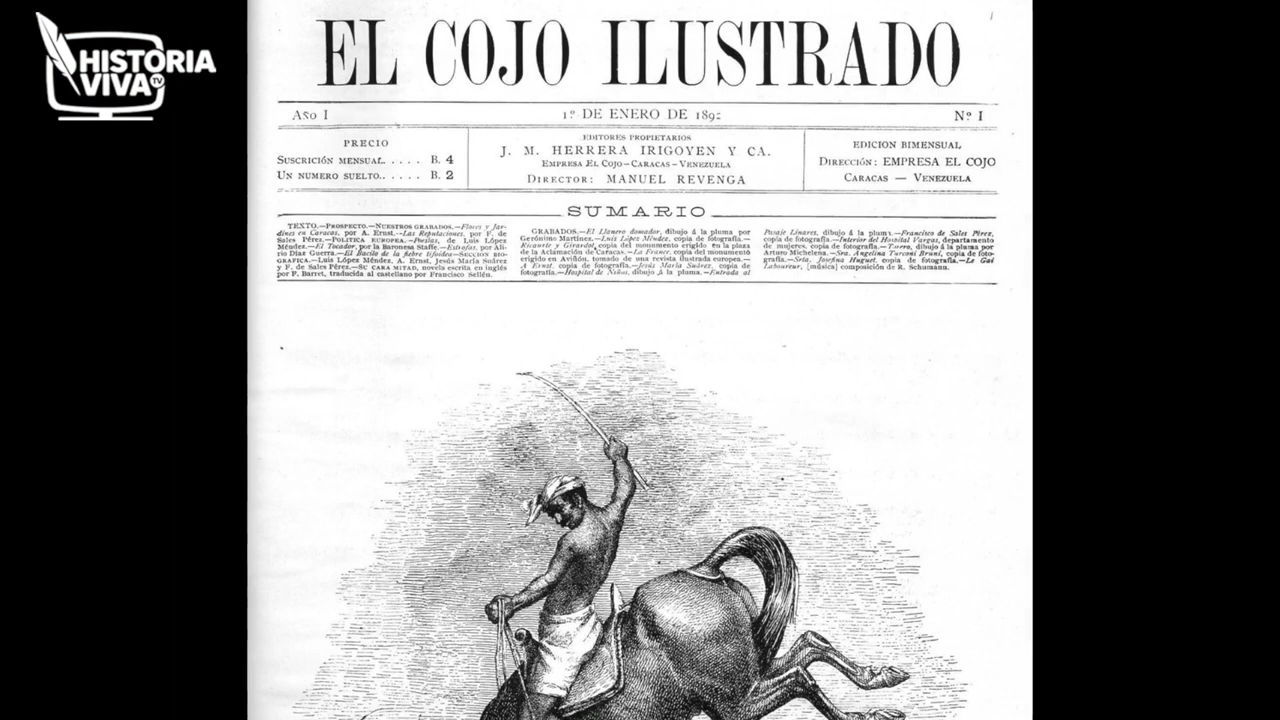 HISTORIA
VIVA TV
EL COJO ILUSTRADO
Año I
1º DE ENERO DE 1892
Nº I
PRECIO
SUSCRICIÓN MENSUAL. . . . . B. 4
UN NUMERO SUELTO. . . . . . B. 2
EDITORES PROPIETARIOS
J. M. HERRERA IRIGOYEN Y CA.
EMPRESA EL COJO—CARACAS—VENEZUELA
DIRECTOR: MANUEL REVENGA
EDICION BIMENSUAL
DIRECCIÓN: EMPRESA EL COJO
CARACAS — VENEZUELA
SUMARIO
TEXTO.—PROSPECTO.—NUESTROS GRABADOS.—Flores y Jar-
dines en Caracas, por A. Ernst.—Las Reputaciones, por F. de
Sales Pérez.—POLÍTICA EUROPEA.—Poesías, de Luis López
Méndez.—El Tocador, por la Baronesa Staffe.—Estrofas, por Ali-
rio Díaz Guerra.—El Bacilo de la fiebre tifoidea—SECCION BIO-
GRÁFICA.—Luis López Méndez, A. Ernst, Jesús María Suárez
y F. de Sales Pérez.—SU CARA MITAD, novela escrita en inglés
por F. Barret, traducida al castellano por Francisco Sellén.
GRABADOS.—El Llanero domador, dibujo á la pluma por
Gerónimo Martínez.—Luis López Méndez, copia de fotografía.—
Ricaurte y Girardot, copia del monumento erigido en la plaza
de la Aclamación de Caracas.—La France, copia del monumento
erigido en Aviñón, tomado de una revista ilustrada europea.—
A Ernst, copia de fotografía.—Jesús María Suárez, copia de
fotografía.—Hospital de Niños, dibujo á la pluma.—Entrada al
Pasaje Linares, dibujo á la pluma.—Francisco de Sales Pérez,
copia de fotografía.—Interior del Hospital Vargas, departamento
de mujeres, copia de fotografía.—Torero, dibujo á la pluma por
Arturo Michelena.—Sra. Angelina Turconi Bruni, copia de foto-
grafía.—Srta. Josefina Huguet, copia de fotografía.—Le Gai
Laboureur, [música] composición de R. Schumann.